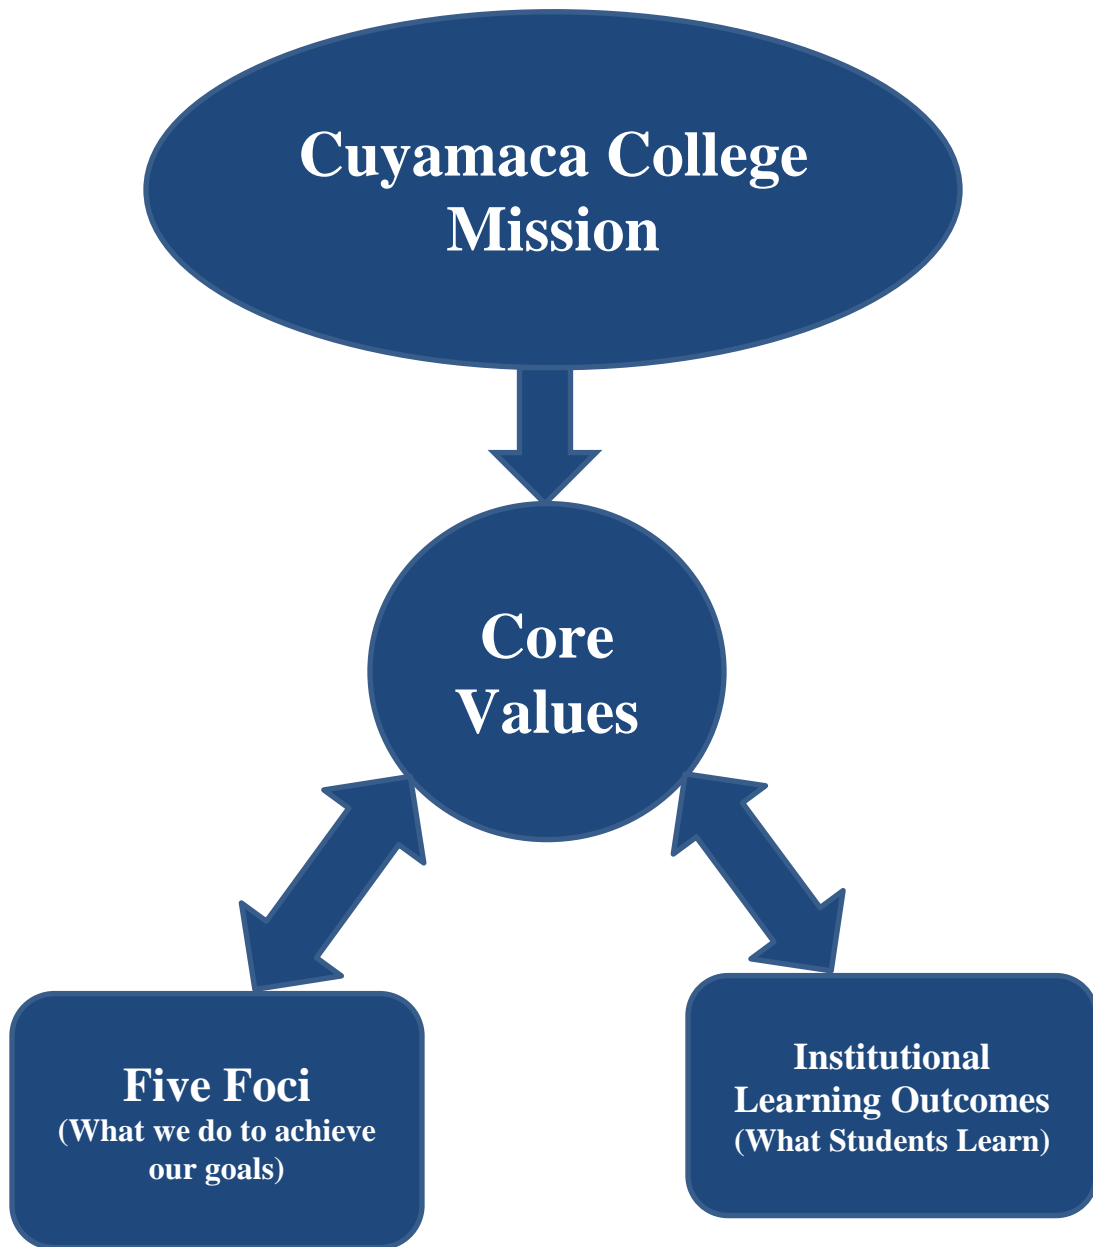 Cuyamaca College
Mission
Core
Values
Five Foci
(What we do to achieve
our goals)
Institutional
Learning Outcomes
(What Students Learn)